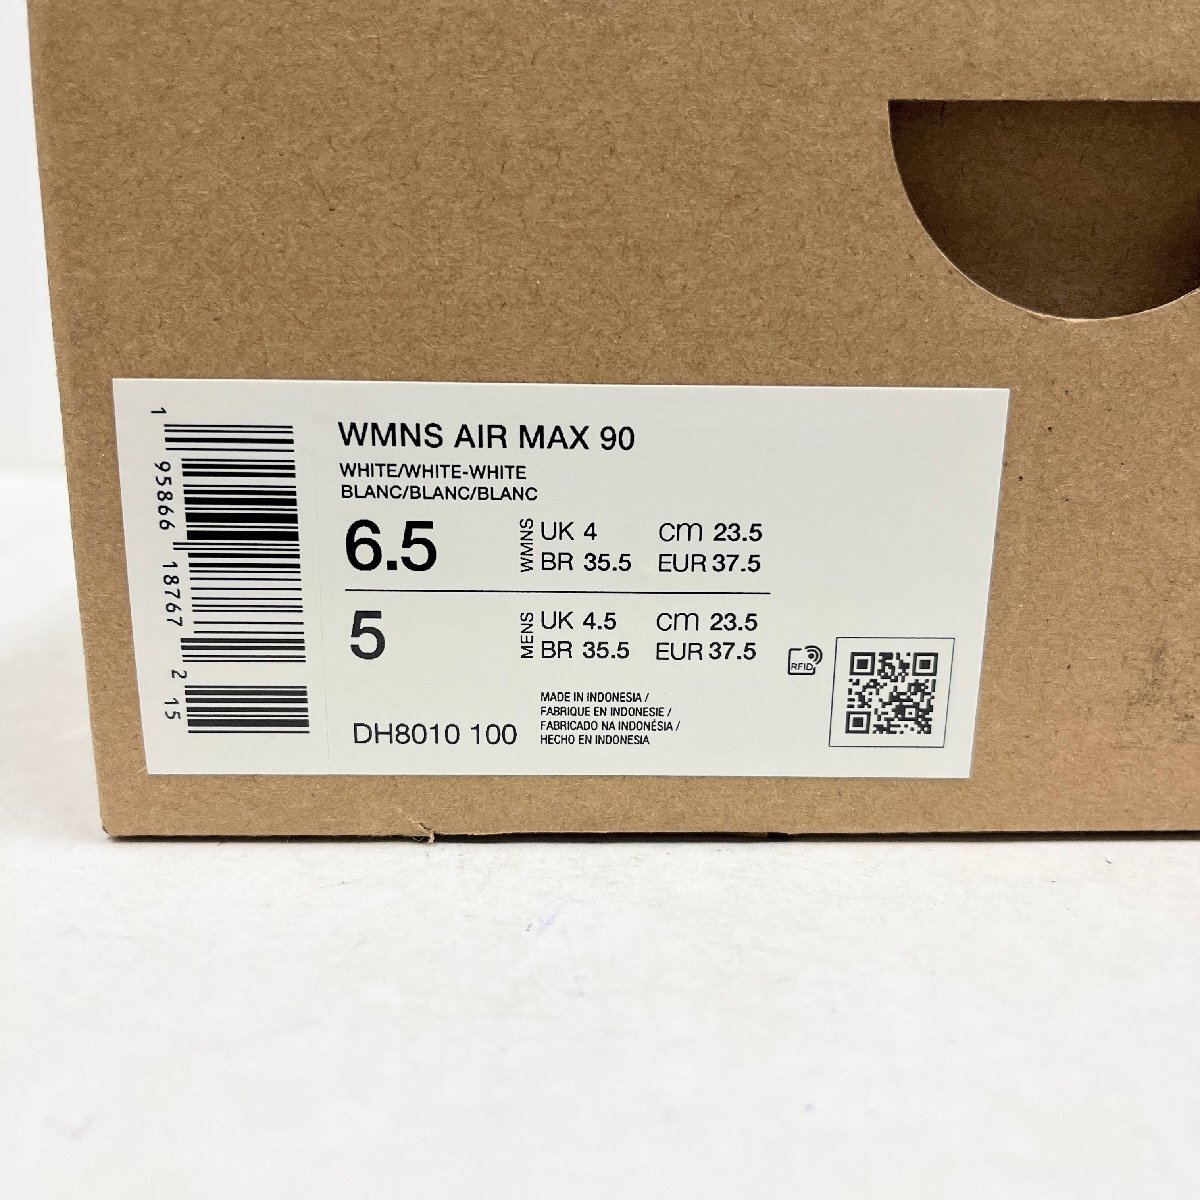 WMNS AIR MAX 90
WHITE/WHITE-WHITE
BLANC/BLANC/BLANC
6.5 WMNS UK 4 cm 23.5
BR 35.5 EUR 37.5
5 MENS UK 4.5 cm 23.5
BR 35.5 EUR 37.5
RFID
MADE IN INDONESIA /
FABRIQUE EN INDONESIE /
FABRICADO NA INDONÉSIA /
HECHO EN INDONESIA
DH8010 100
1 95866 18767 2 15